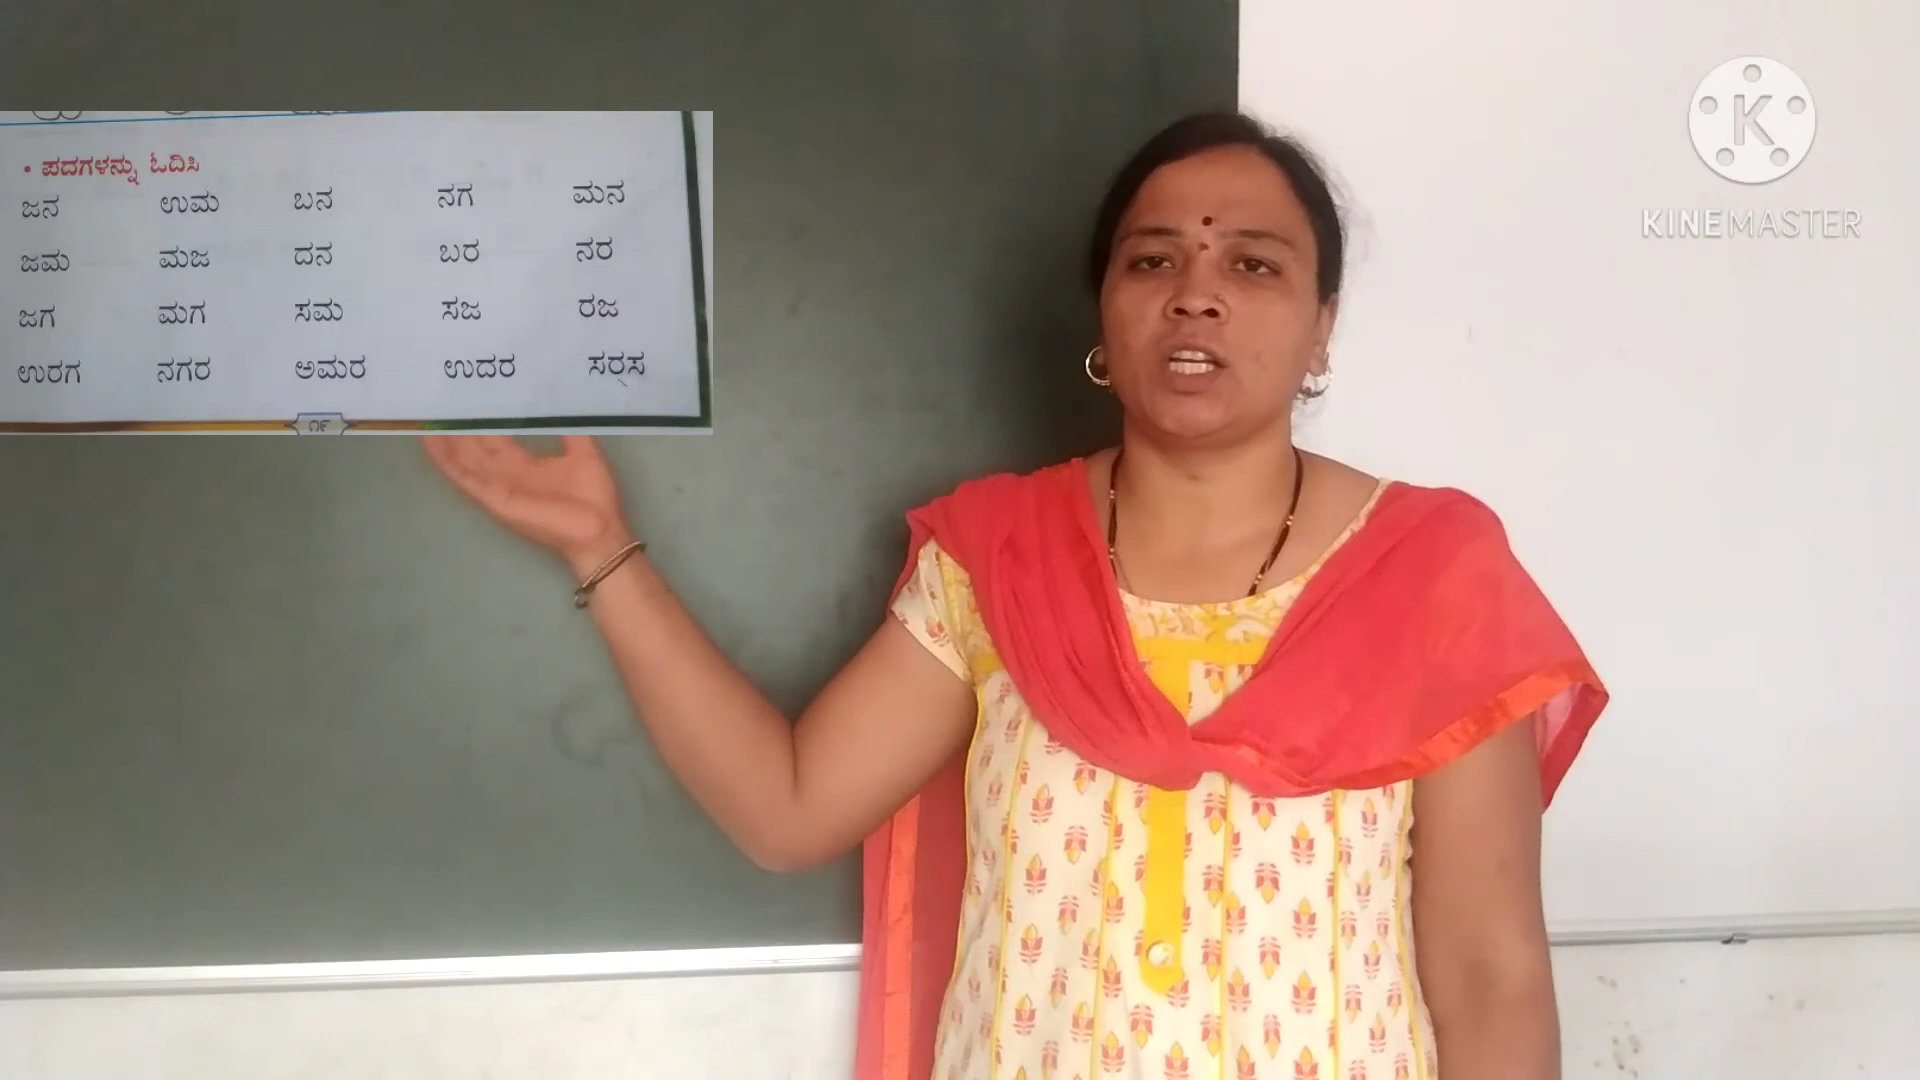 • ಪದಗಳನ್ನು ಓದಿಸಿ
ಜನ ಉಮ ಬನ ನಗ ಮನ
ಜಮ ಮಜ ದನ ಬರ ನರ
ಜಗ ಮಗ ಸಮ ಸಜ ರಜ
ಉರಗ ನಗರ ಅಮರ ಉದರ ಸರಸ
೧೯
K
KINEMASTER